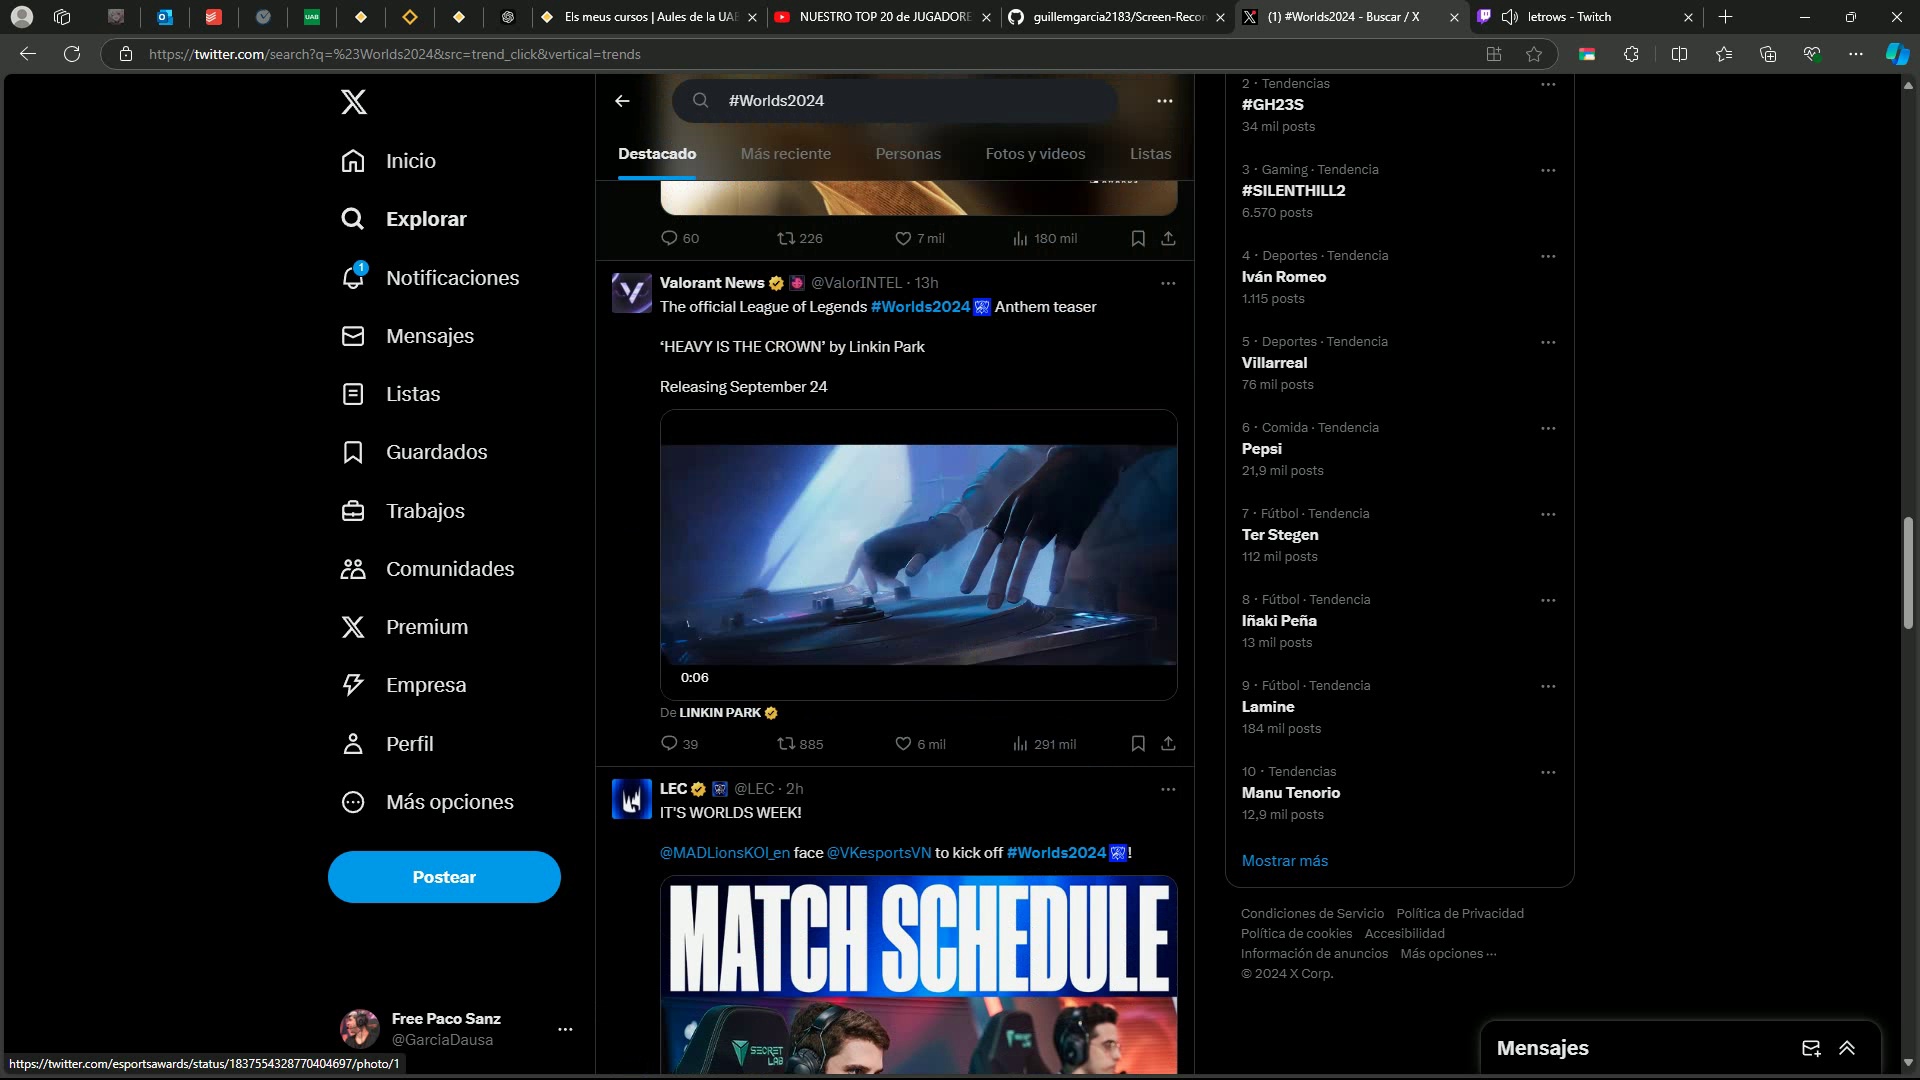 Els meus cursos | Aules de la UAB
NUESTRO TOP 20 de JUGADORE
guillemgarcia2183/Screen-Recor
(1) #Worlds2024 - Buscar / X
letrows - Twitch
https://twitter.com/search?q=%23Worlds2024&src=trend_click&vertical=trends
Inicio
Explorar
1
Notificaciones
Mensajes
Listas
Guardados
Trabajos
Comunidades
Premium
Empresa
Perfil
Más opciones
Postear
Free Paco Sanz
@GarciaDausa
https://twitter.com/esportsawards/status/1837554328770404697/photo/1
#Worlds2024
Destacado Más reciente Personas Fotos y videos Listas
60 226 7 mil 180 mil
Valorant News @ValorINTEL · 13h
The official League of Legends #Worlds2024 Anthem teaser
‘HEAVY IS THE CROWN’ by Linkin Park
Releasing September 24
0:06
De LINKIN PARK
39 885 6 mil 291 mil
LEC @LEC · 2h
IT'S WORLDS WEEK!
@MADLionsKOI_en face @VKesportsVN to kick off #Worlds2024 !
MATCH SCHEDULE
SECRET
LAB
2 · Tendencias
#GH23S
34 mil posts
3 · Gaming · Tendencia
#SILENTHILL2
6.570 posts
4 · Deportes · Tendencia
Iván Romeo
1.115 posts
5 · Deportes · Tendencia
Villarreal
76 mil posts
6 · Comida · Tendencia
Pepsi
21,9 mil posts
7 · Fútbol · Tendencia
Ter Stegen
112 mil posts
8 · Fútbol · Tendencia
Iñaki Peña
13 mil posts
9 · Fútbol · Tendencia
Lamine
184 mil posts
10 · Tendencias
Manu Tenorio
12,9 mil posts
Mostrar más
Condiciones de Servicio Política de Privacidad
Política de cookies Accesibilidad
Información de anuncios Más opciones ···
© 2024 X Corp.
Mensajes